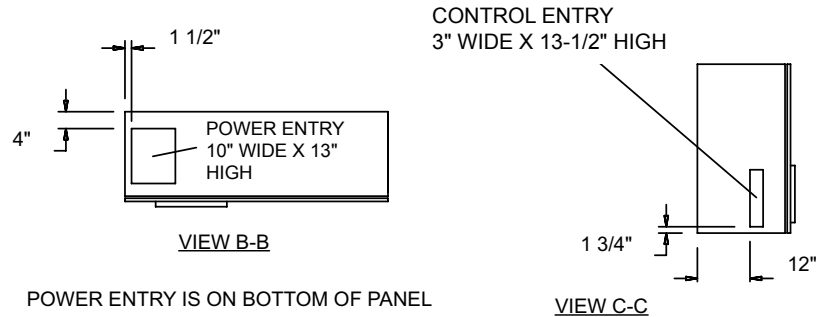 CONTROL ENTRY
3" WIDE X 13-1/2" HIGH
1 1/2"
4"
POWER ENTRY
10" WIDE X 13"
HIGH
VIEW B-B
1 3/4"
12"
POWER ENTRY IS ON BOTTOM OF PANEL
VIEW C-C